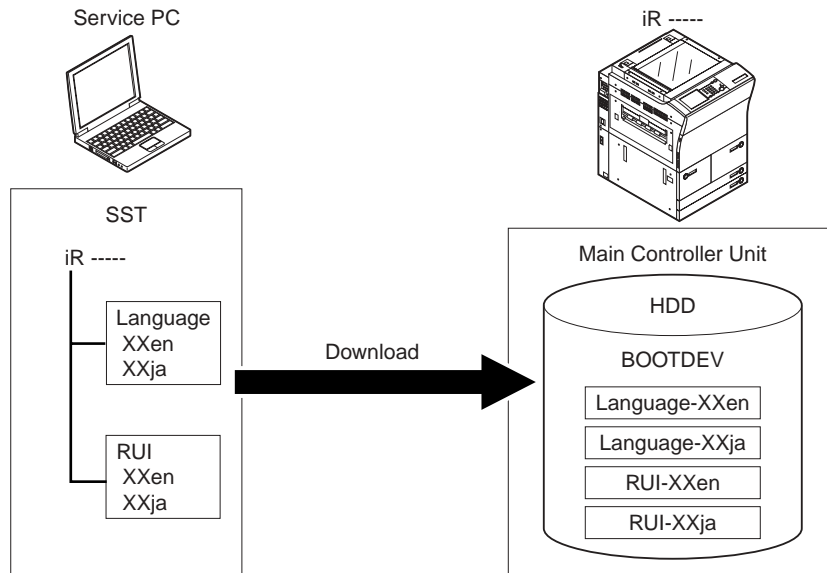 Service PC
iR -----
SST
iR -----
Language
XXen
XXja
RUI
XXen
XXja
Download
Main Controller Unit
HDD
BOOTDEV
Language-XXen
Language-XXja
RUI-XXen
RUI-XXja